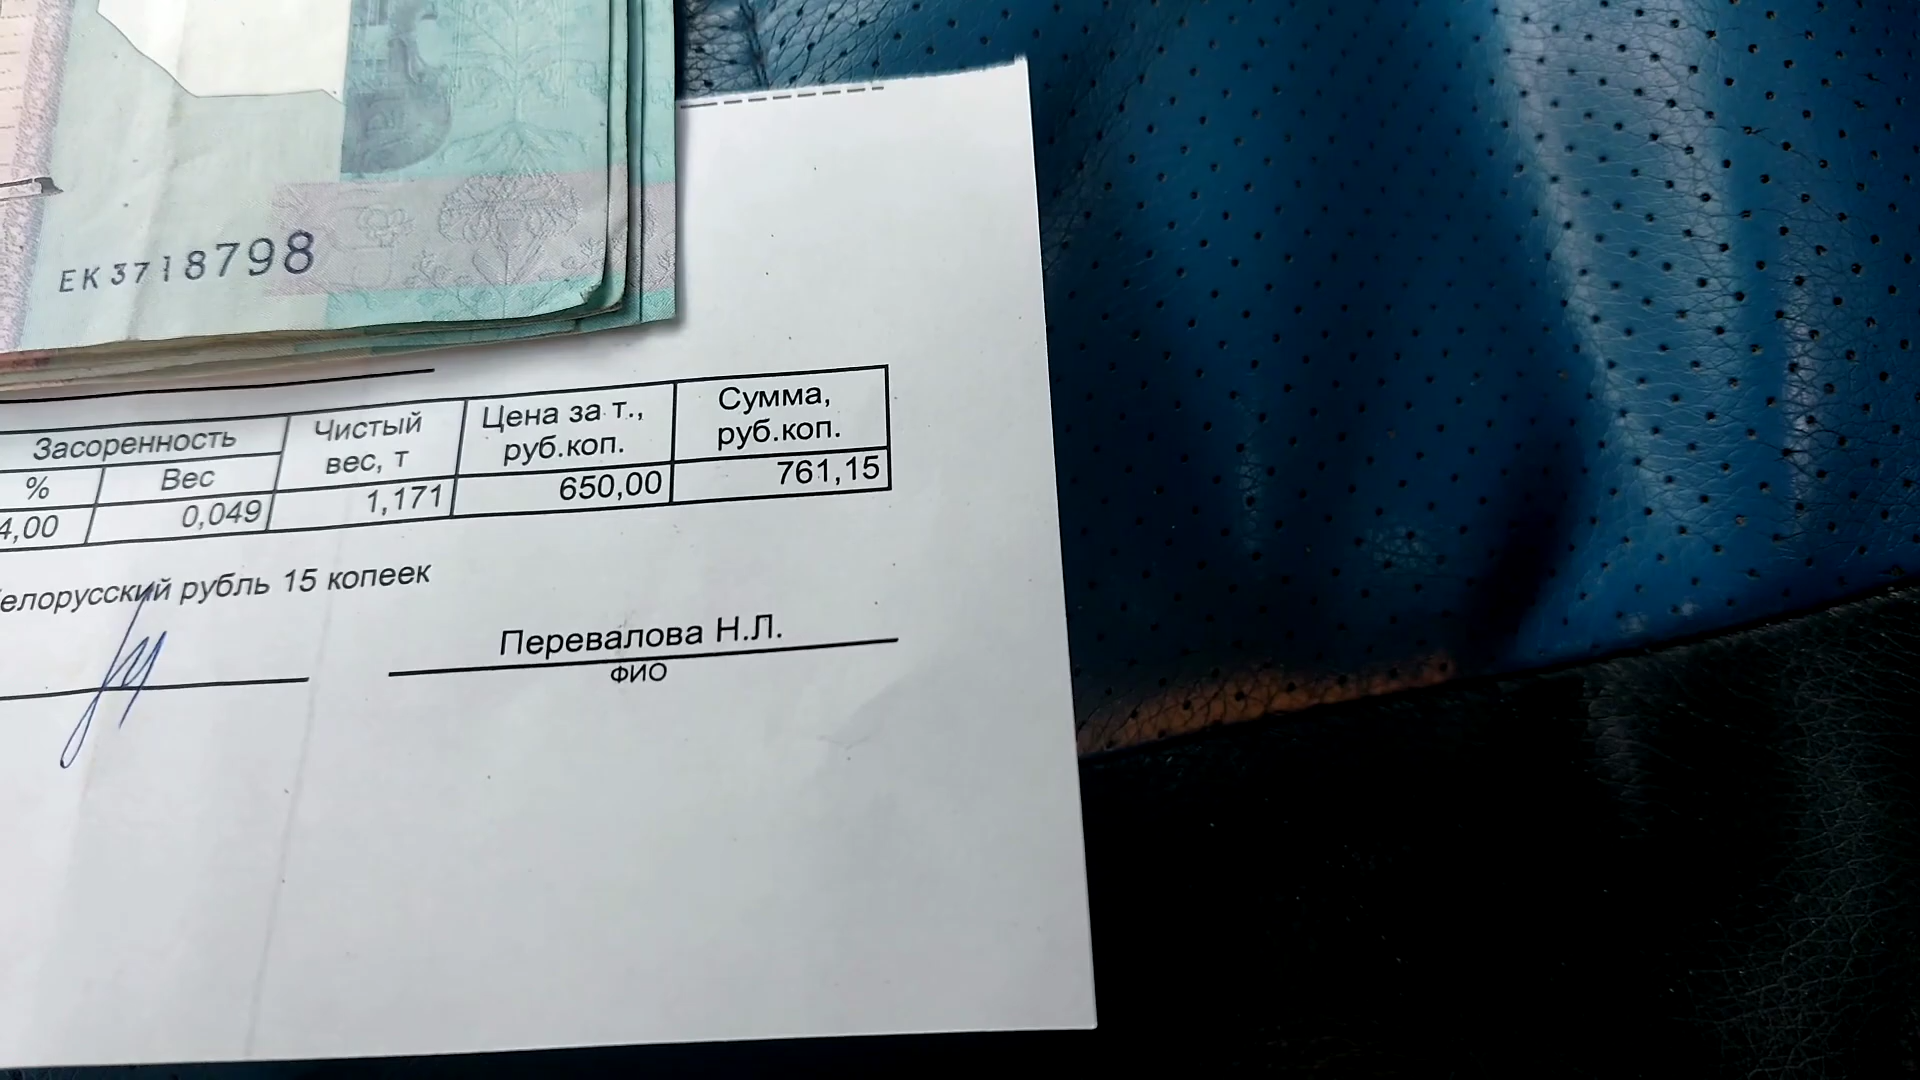 ЕК3718798
Засоренность
Чистый вес, т
Цена за т., руб.коп.
Сумма, руб.коп.
%
Вес
4,00
0,049
1,171
650,00
761,15
белорусский рубль 15 копеек
Перевалова Н.Л.
ФИО